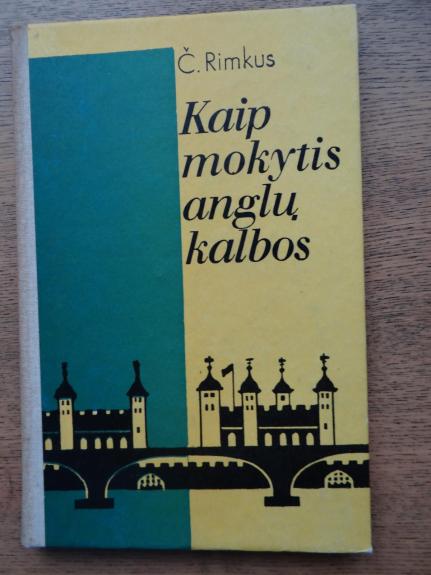 Č. Rimkus
Kaip
mokytis
anglų
kalbos